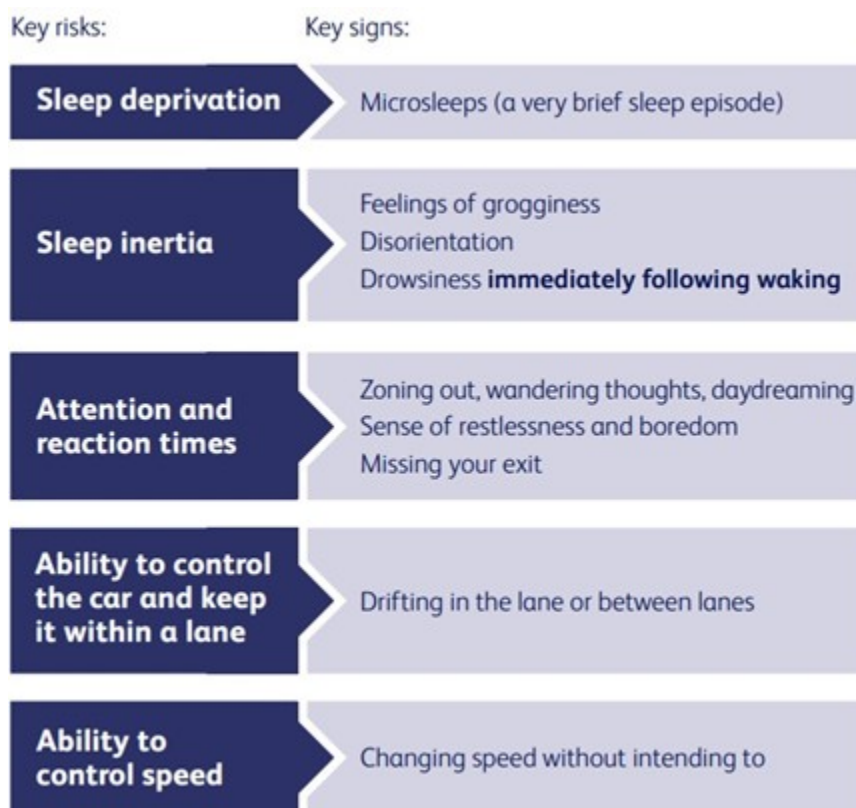 Key risks:
Key signs:
Sleep deprivation
Microsleeps (a very brief sleep episode)
Sleep inertia
Feelings of grogginess
Disorientation
Drowsiness immediately following waking
Attention and
reaction times
Zoning out, wandering thoughts, daydreaming
Sense of restlessness and boredom
Missing your exit
Ability to control
the car and keep
it within a lane
Drifting in the lane or between lanes
Ability to
control speed
Changing speed without intending to